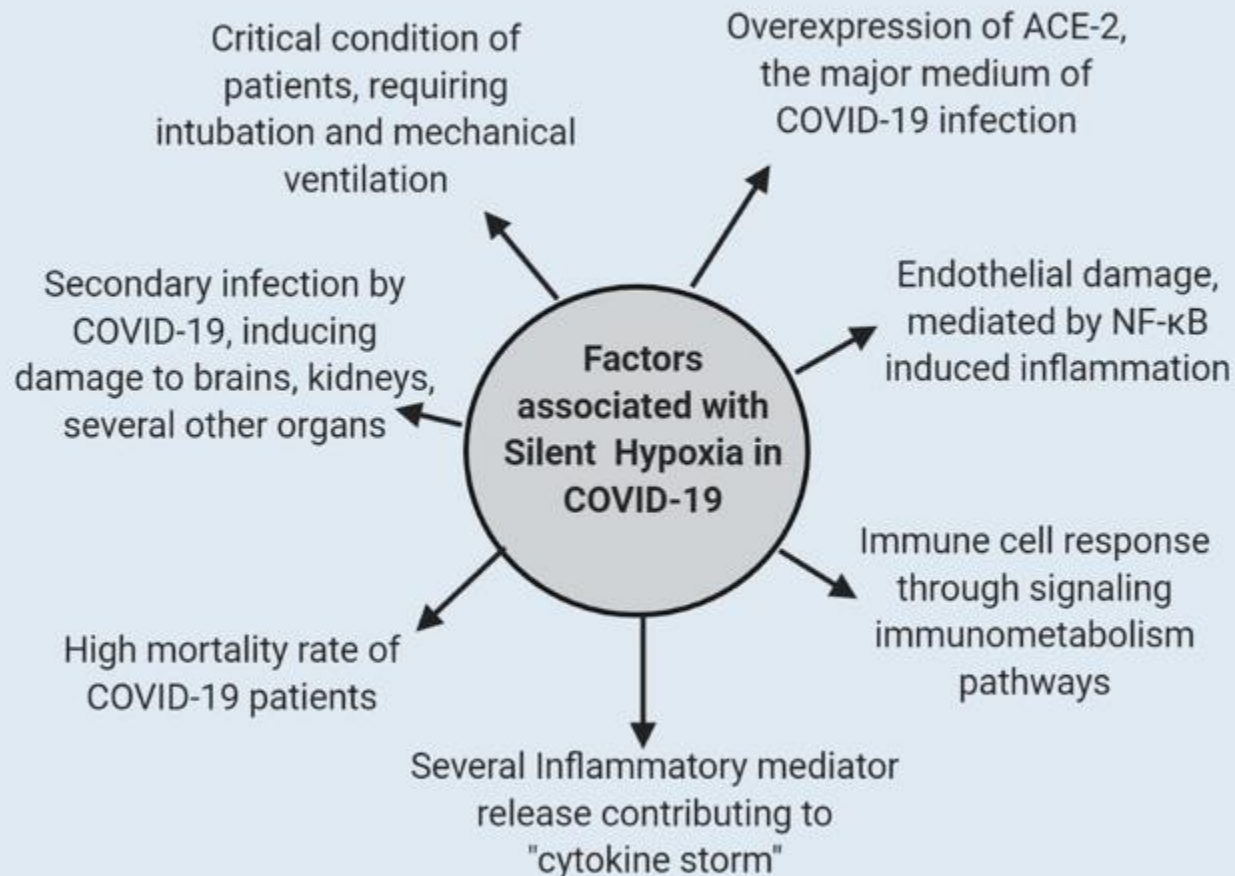 Critical condition of
patients, requiring
intubation and mechanical
ventilation
Overexpression of ACE-2,
the major medium of
COVID-19 infection
Secondary infection by
COVID-19, inducing
damage to brains, kidneys,
several other organs
Endothelial damage,
mediated by NF-κB
induced inflammation
Factors
associated with
Silent Hypoxia in
COVID-19
Immune cell response
through signaling
immunometabolism
pathways
High mortality rate of
COVID-19 patients
Several Inflammatory mediator
release contributing to
"cytokine storm"